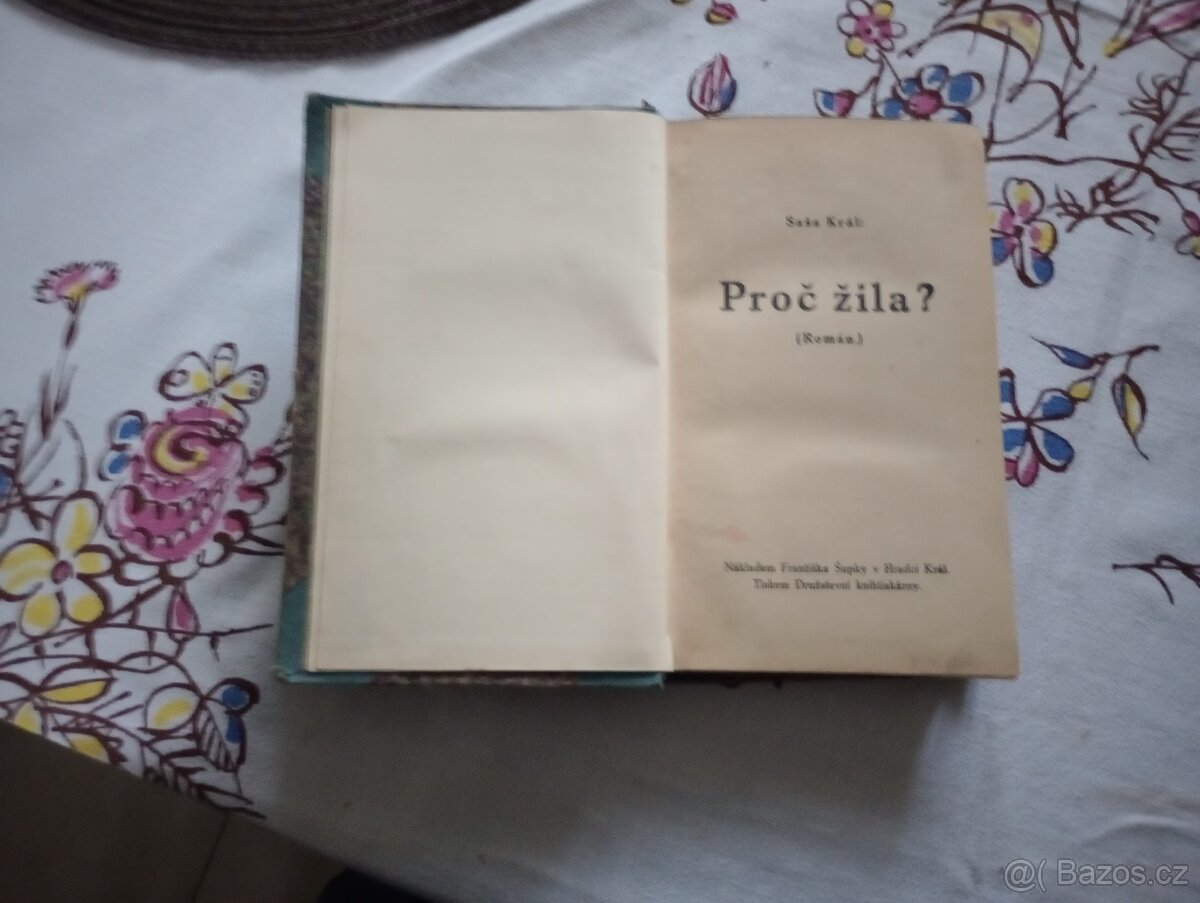 Saša Král:
Proč žila?
(Román.)
Nákladem Františka Šupky v Hradci Král.
Tiskem Družstevní knihtiskárny.
@( Bazos.cz